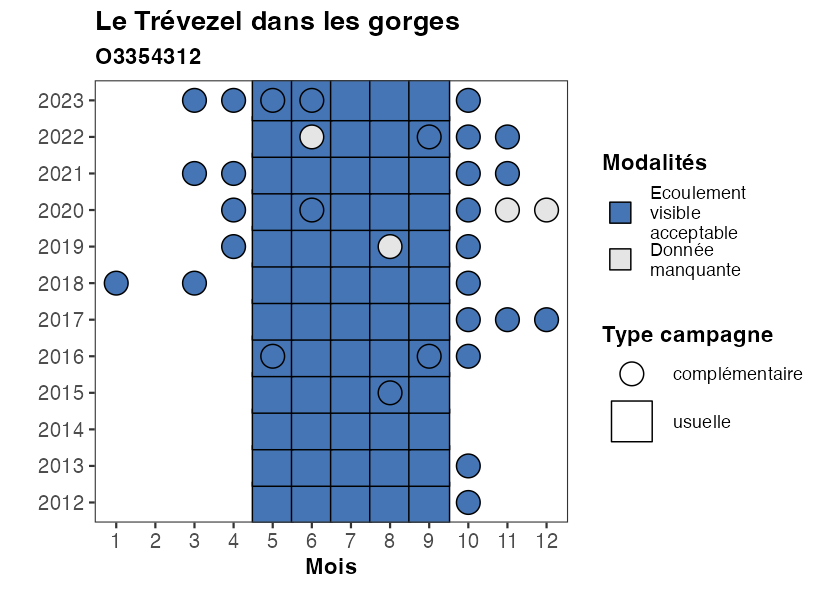 Le Trévezel dans les gorges
O3354312
2023
2022
2021
2020
2019
2018
2017
2016
2015
2014
2013
2012
1 2 3 4 5 6 7 8 9 10 11 12
Mois
Modalités
Ecoulement
visible
acceptable
Donnée
manquante
Type campagne
complémentaire
usuelle